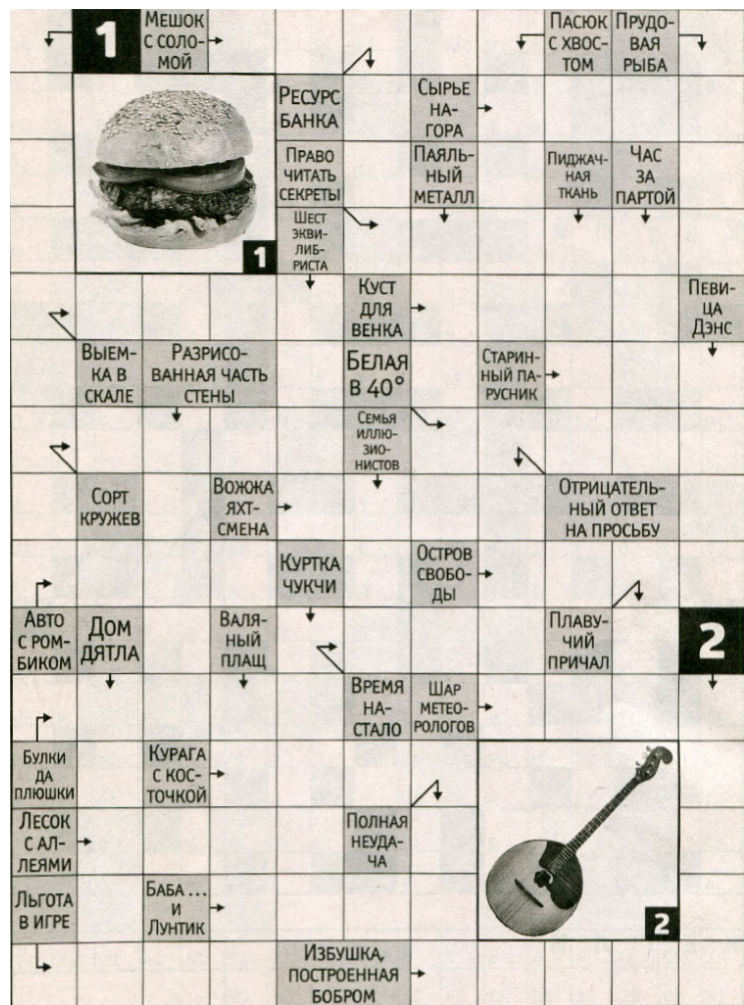 1
МЕШОК
С СОЛО-
МОЙ
ПАСЮК
С ХВОС-
ТОМ
ПРУДО-
ВАЯ
РЫБА
РЕСУРС
БАНКА
СЫРЬЕ
НА-
ГОРА
ПРАВО
ЧИТАТЬ
СЕКРЕТЫ
ПАЯЛЬ-
НЫЙ
МЕТАЛЛ
ПИДЖАЧ-
НАЯ
ТКАНЬ
ЧАС
ЗА
ПАРТОЙ
1
ШЕСТ
ЭКВИ-
ЛИБ-
РИСТА
КУСТ
ДЛЯ
ВЕНКА
ПЕВИ-
ЦА
ДЭНС
ВЫЕМ-
КА В
СКАЛЕ
РАЗРИСО-
ВАННАЯ ЧАСТЬ
СТЕНЫ
БЕЛАЯ
В 40°
СТАРИН-
НЫЙ ПА-
РУСНИК
СЕМЬЯ
ИЛЛЮ-
ЗИО-
НИСТОВ
СОРТ
КРУЖЕВ
ВОЖЖА
ЯХТ-
СМЕНА
ОТРИЦАТЕЛЬ-
НЫЙ ОТВЕТ
НА ПРОСЬБУ
КУРТКА
ЧУКЧИ
ОСТРОВ
СВОБО-
ДЫ
АВТО
С РОМ-
БИКОМ
ДОМ
ДЯТЛА
ВАЛЯ-
НЫЙ
ПЛАЩ
ПЛАВУ-
ЧИЙ
ПРИЧАЛ
2
ВРЕМЯ
НА-
СТАЛО
ШАР
МЕТЕО-
РОЛОГОВ
БУЛКИ
ДА
ПЛЮШКИ
КУРАГА
С КОС-
ТОЧКОЙ
ЛЕСОК
С АЛ-
ЛЕЯМИ
ПОЛНАЯ
НЕУДА-
ЧА
ЛЬГОТА
В ИГРЕ
БАБА ...
И
ЛУНТИК
2
ИЗБУШКА,
ПОСТРОЕННАЯ
БОБРОМ